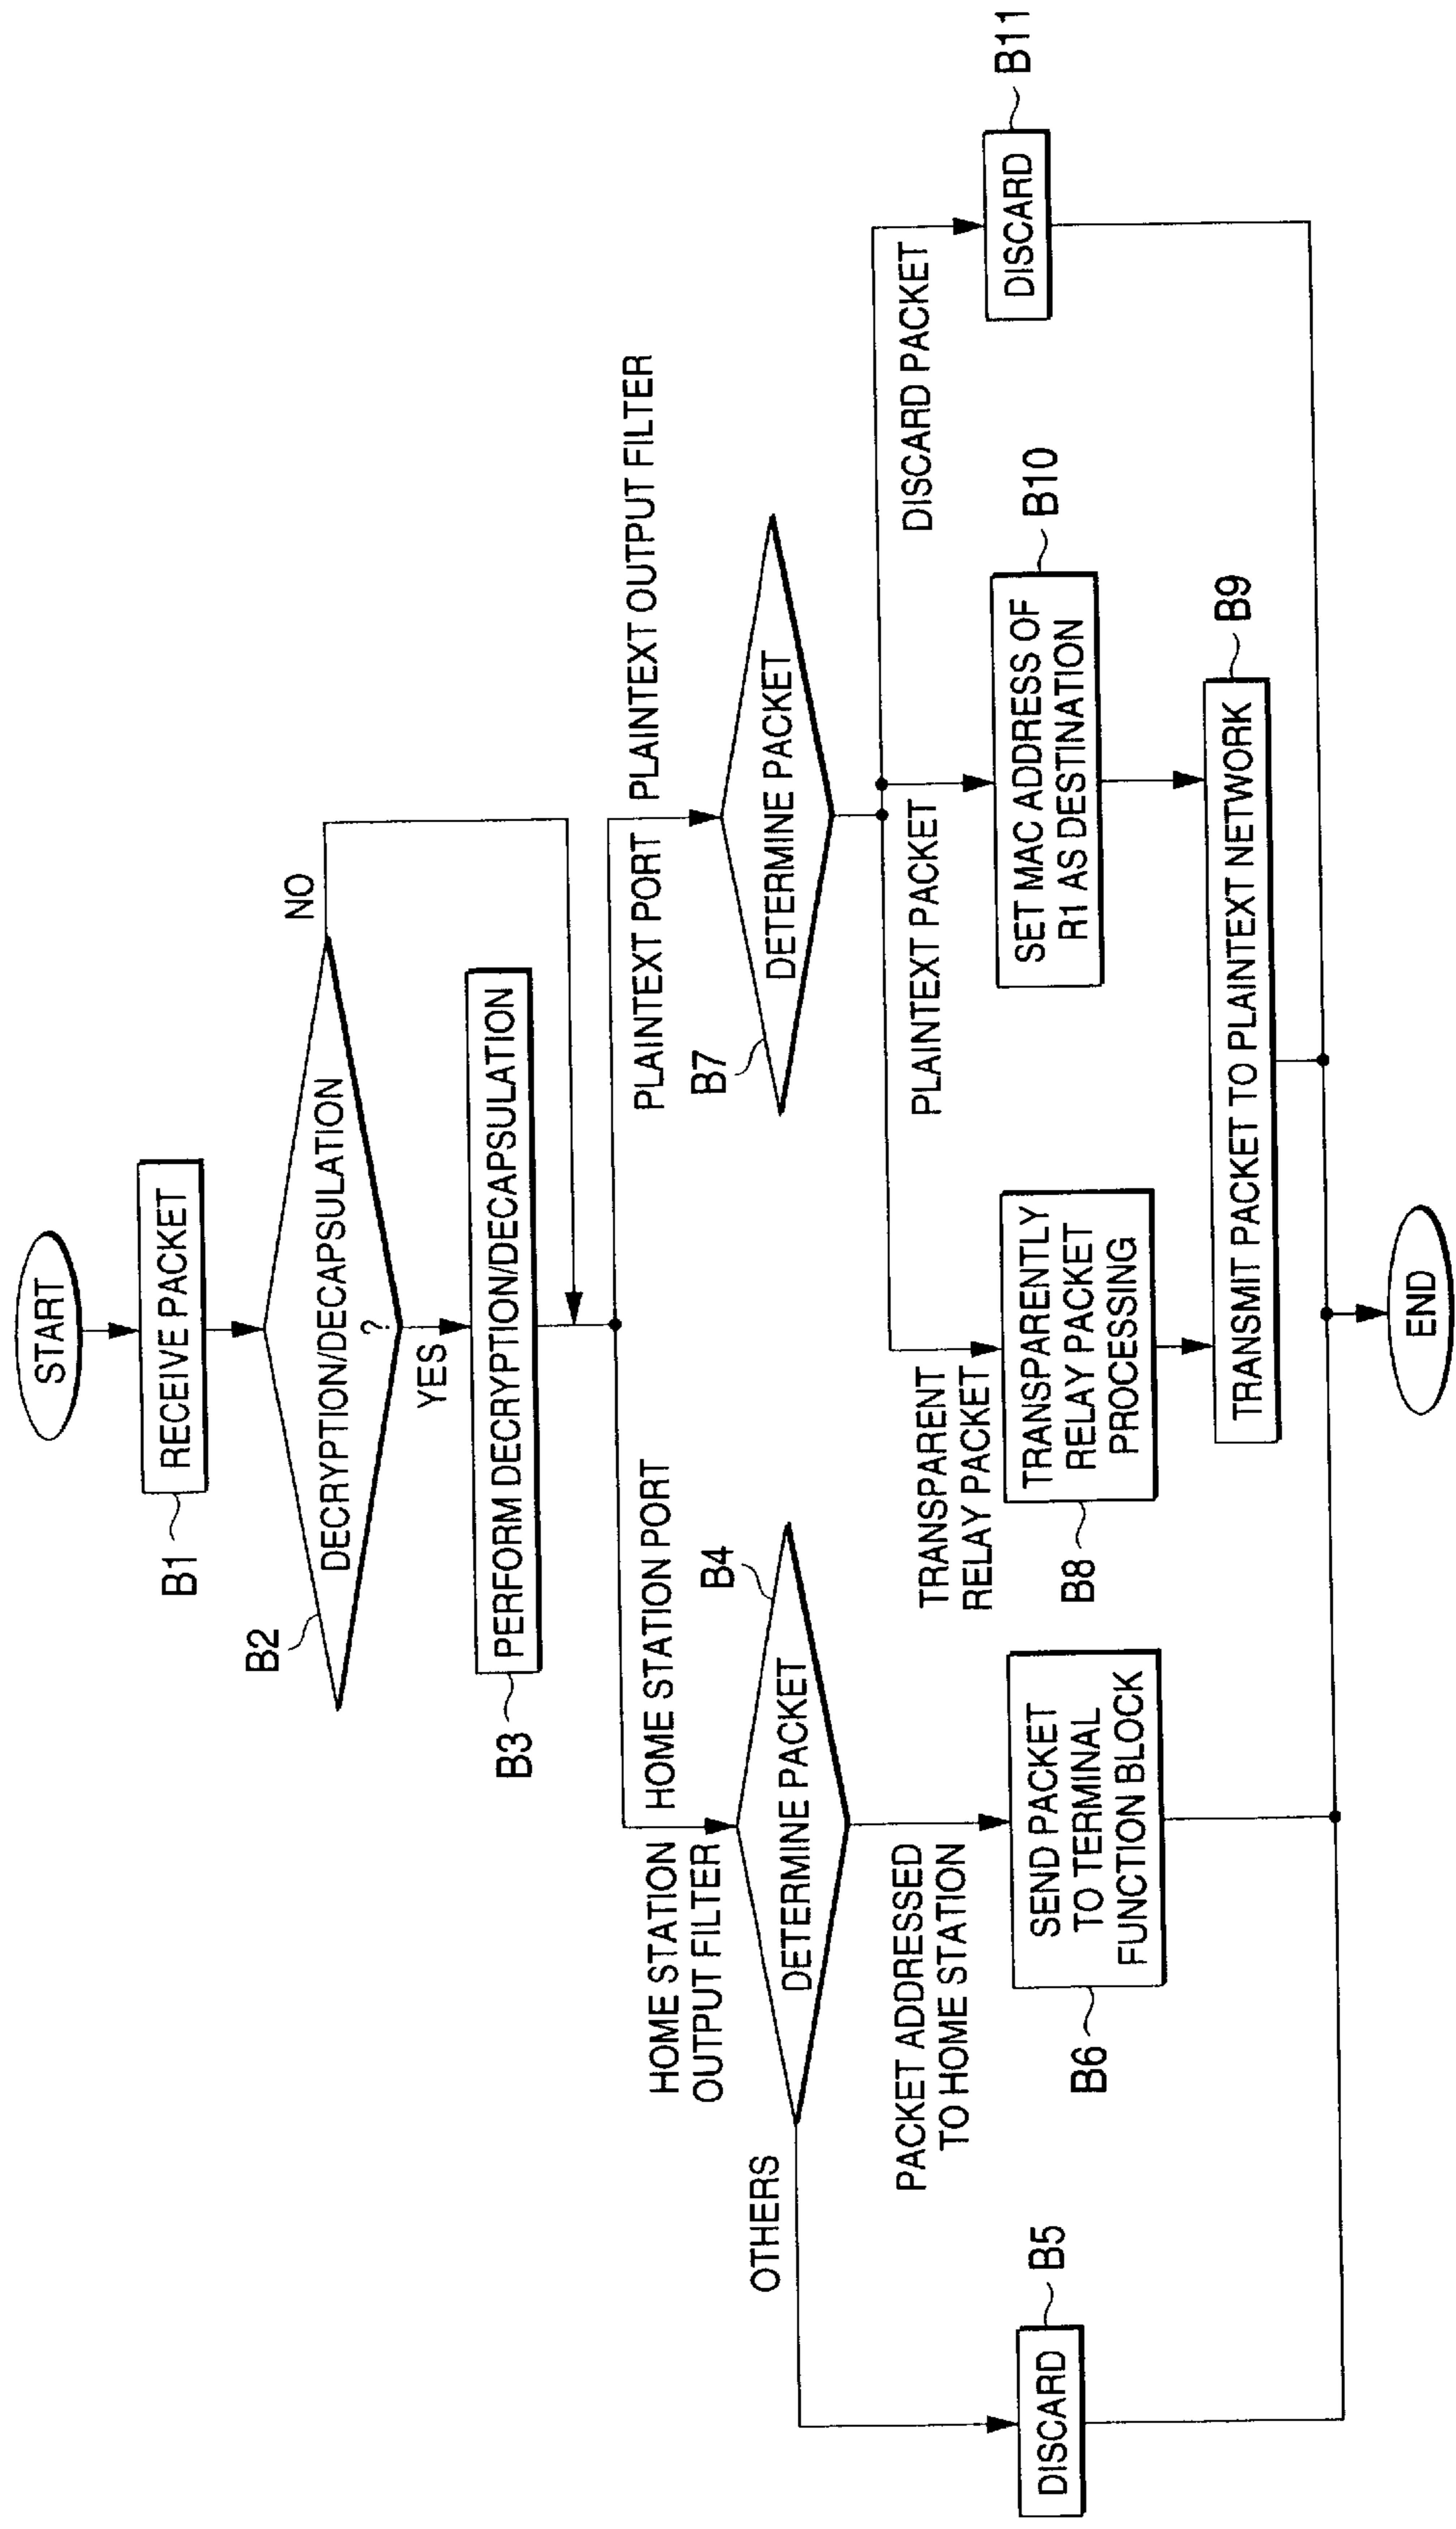 START
RECEIVE PACKET
B1
DECRYPTION/DECAPSULATION
?
B2
NO
YES
PERFORM DECRYPTION/DECAPSULATION
B3
HOME STATION PORT
PLAINTEXT PORT
PLAINTEXT OUTPUT FILTER
HOME STATION
OUTPUT FILTER
DETERMINE PACKET
B4
DETERMINE PACKET
B7
OTHERS
PACKET ADDRESSED
TO HOME STATION
TRANSPARENT
RELAY PACKET
PLAINTEXT PACKET
DISCARD PACKET
DISCARD
B5
SEND PACKET
TO TERMINAL
FUNCTION BLOCK
B6
TRANSPARENTLY
RELAY PACKET
PROCESSING
B8
SET MAC ADDRESS OF
R1 AS DESTINATION
B10
DISCARD
B11
TRANSMIT PACKET TO PLAINTEXT NETWORK
B9
END